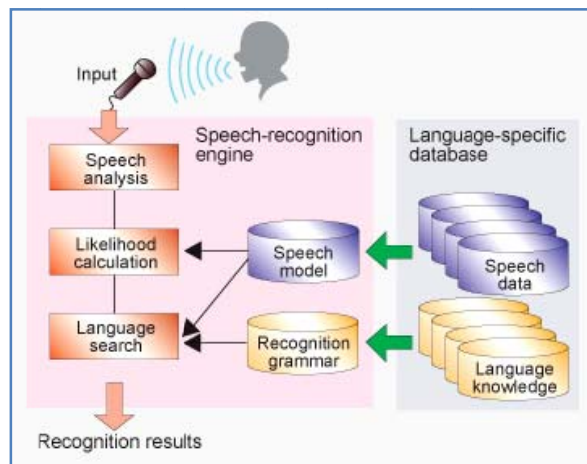 Input
Speech-recognition
engine
Language-specific
database
Speech
analysis
Likelihood
calculation
Speech
model
Speech
data
Language
search
Recognition
grammar
Language
knowledge
Recognition results